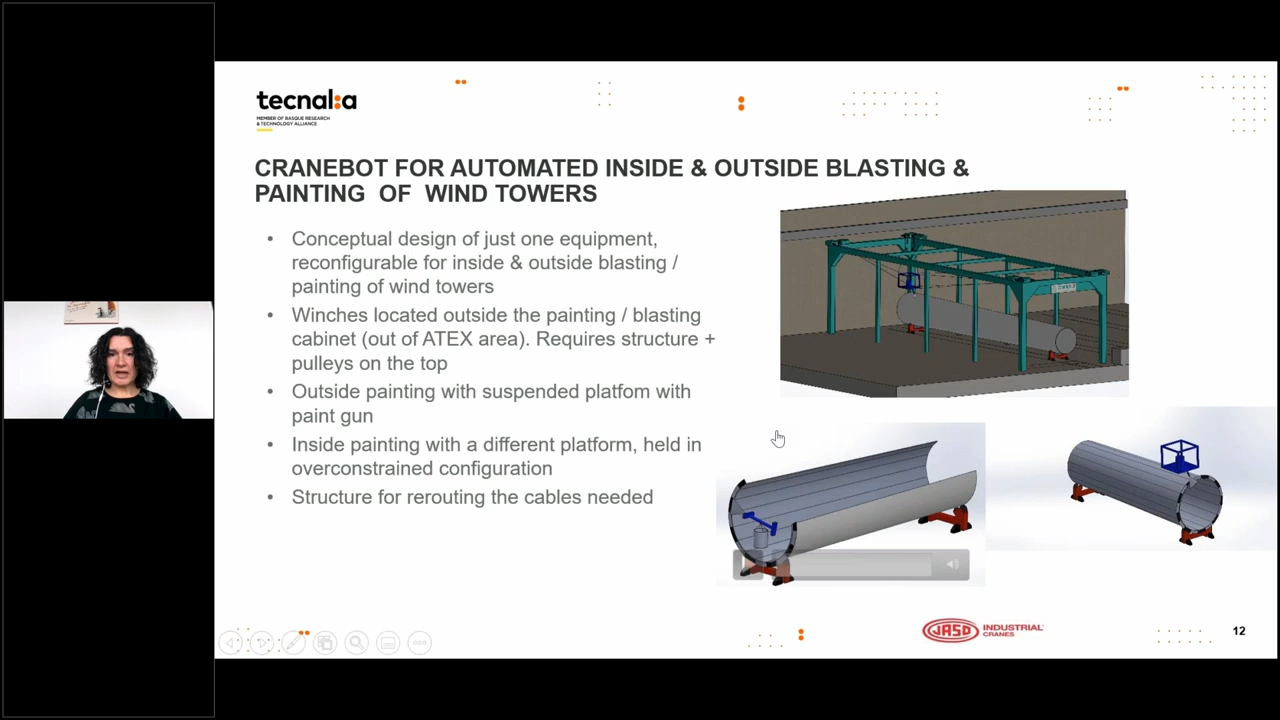 tecnal:a
MEMBER OF BASQUE RESEARCH
& TECHNOLOGY ALLIANCE
CRANEBOT FOR AUTOMATED INSIDE & OUTSIDE BLASTING &
PAINTING OF WIND TOWERS
• Conceptual design of just one equipment,
reconfigurable for inside & outside blasting /
painting of wind towers
• Winches located outside the painting / blasting
cabinet (out of ATEX area). Requires structure +
pulleys on the top
• Outside painting with suspended platfom with
paint gun
• Inside painting with a different platform, held in
overconstrained configuration
• Structure for rerouting the cables needed
JASO INDUSTRIAL
CRANES
12